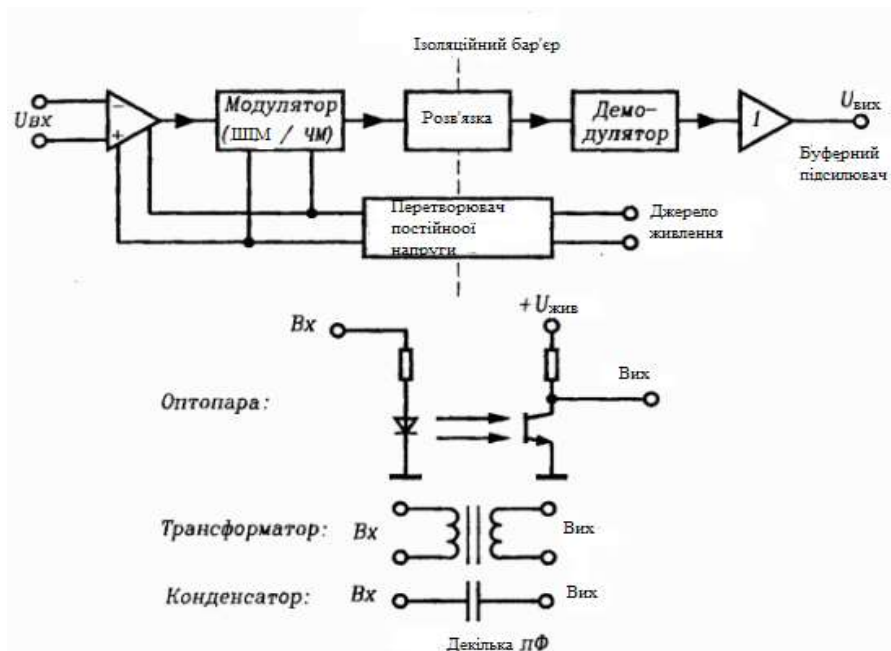 Ізоляційний бар'єр
Uвх
−
+
Модулятор
(ШІМ / ЧМ)
Розв'язка
Демо-
дулятор
1
Uвих
Буферний
підсилювач
Перетворювач
постійноої
напруги
Джерело
живлення
Вх
+Uжив
Вих
Оптопара:
Трансформатор:
Вх
Вих
Конденсатор:
Вх
Вих
Декілька пФ